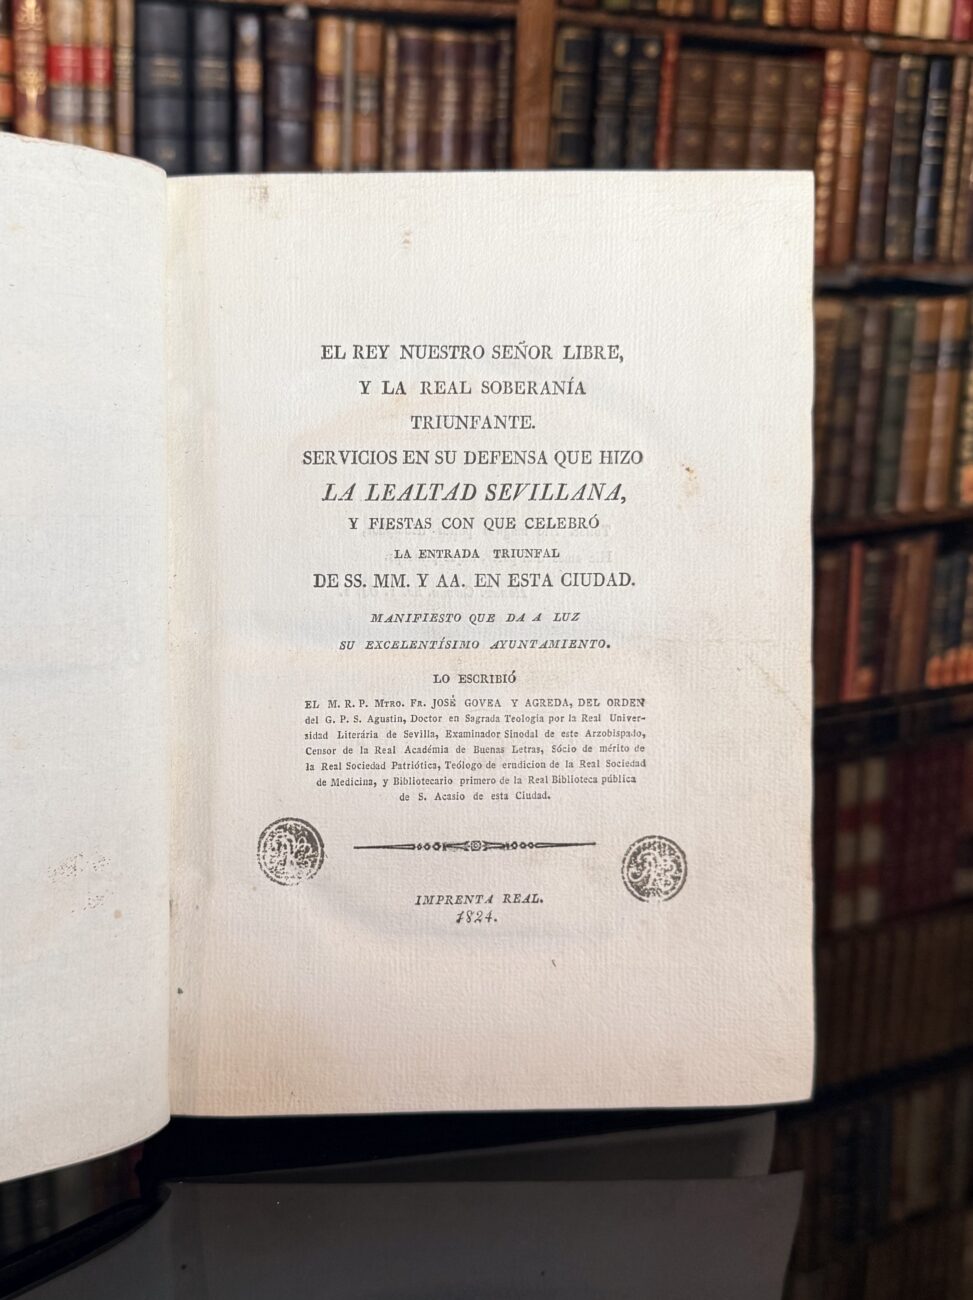 EL REY NUESTRO SEÑOR LIBRE,
Y LA REAL SOBERANÍA
TRIUNFANTE.
SERVICIOS EN SU DEFENSA QUE HIZO
LA LEALTAD SEVILLANA,
Y FIESTAS CON QUE CELEBRÓ
LA ENTRADA TRIUNFAL
DE SS. MM. Y AA. EN ESTA CIUDAD.
MANIFIESTO QUE DA A LUZ
SU EXCELENTÍSIMO AYUNTAMIENTO.
LO ESCRIBIÓ
EL M. R. P. MTRO. FR. JOSÉ GOVEA Y AGREDA, DEL ORDEN
del G. P. S. Agustin, Doctor en Sagrada Teología por la Real Univer-
sidad Literária de Sevilla, Examinador Sinodal de este Arzobispado,
Censor de la Real Académia de Buenas Letras, Sócio de mérito de
la Real Sociedad Patriótica, Teólogo de erudicion de la Real Sociedad
de Medicina, y Bibliotecario primero de la Real Biblioteca pública
de S. Acasio de esta Ciudad.
IMPRENTA REAL.
1824.